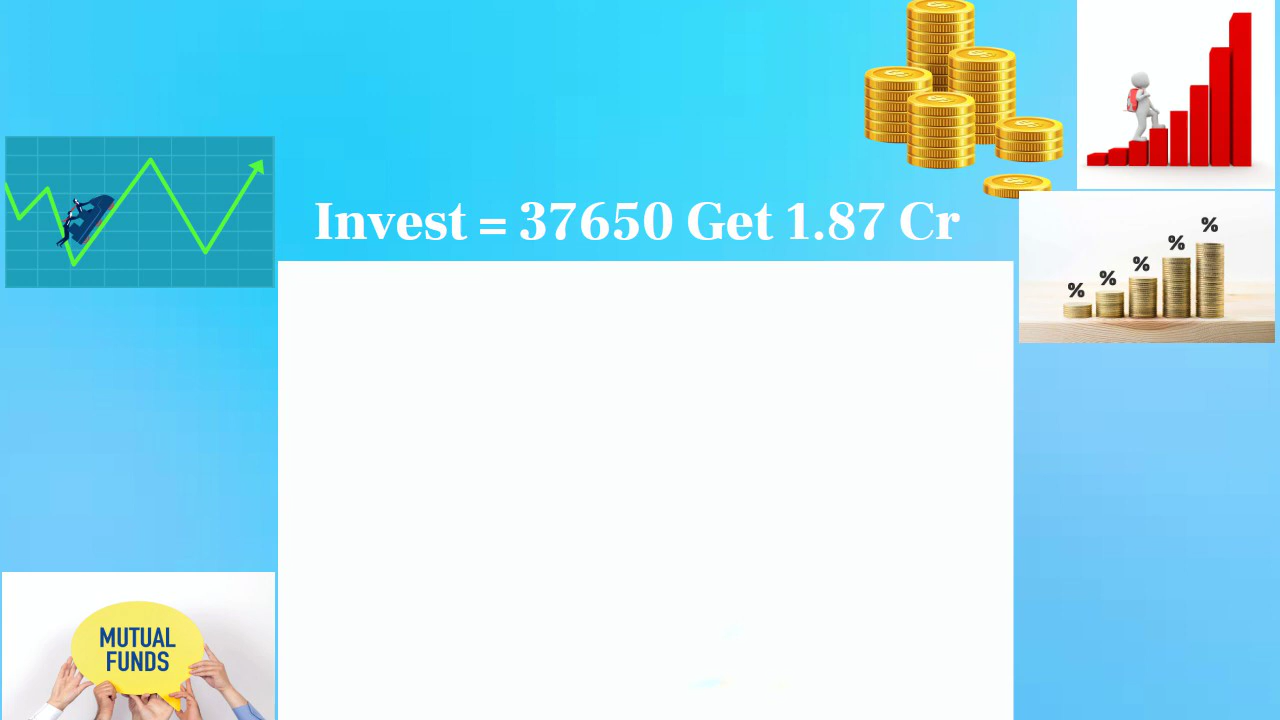 Invest = 37650 Get 1.87 Cr
%
%
%
%
%
MUTUAL
FUNDS